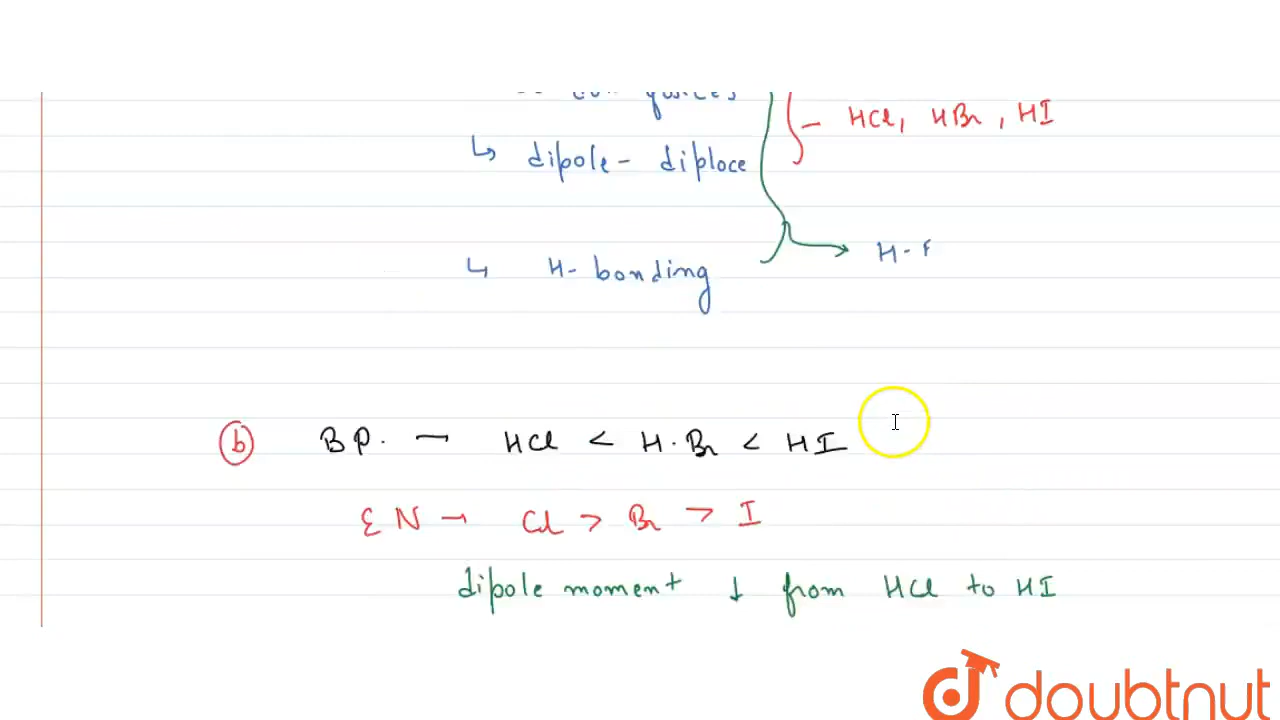 HCl, HBr, HI
↳ dipole - diploce
↳ H- bonding
H-F
(b) BP. → HCl < H.Br < HI
EN → Cl > Br > I
dipole moment ↓ from HCl to HI
doubtnut